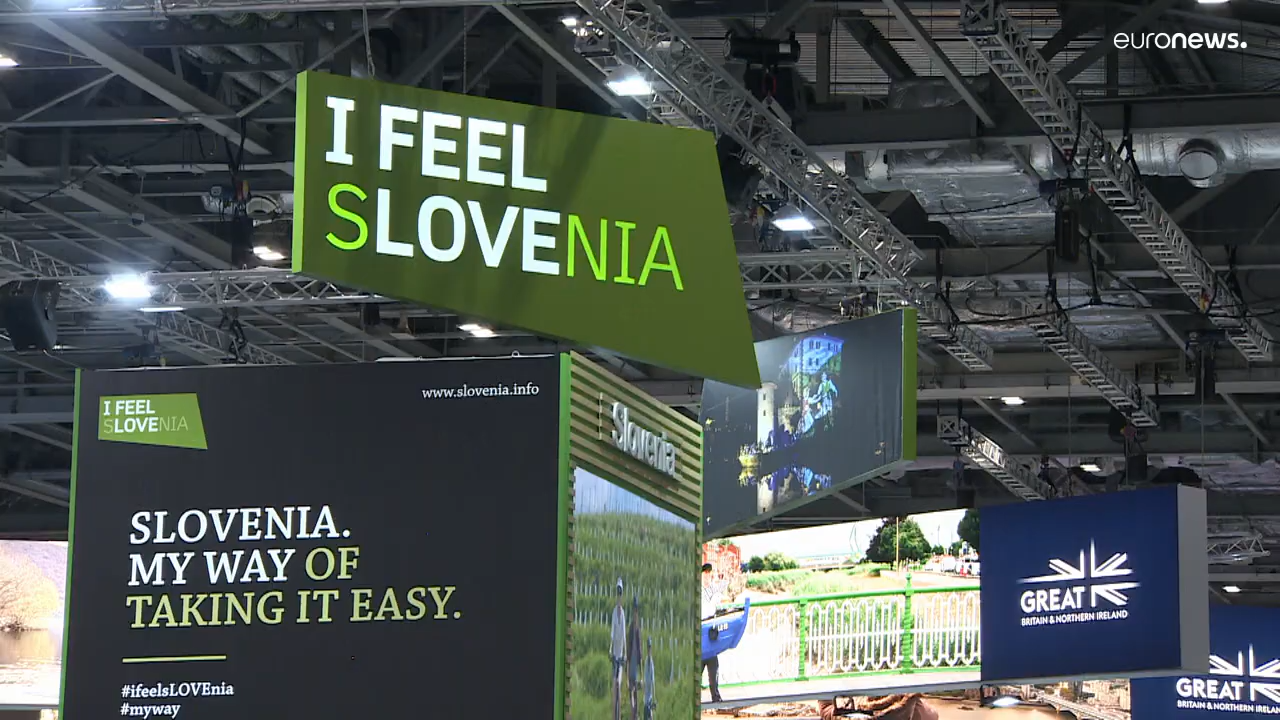 euronews.
I FEEL
SLOVENIA
www.slovenia.info
I FEEL
SLOVENIA
Slovenia
SLOVENIA.
MY WAY OF
TAKING IT EASY.
#ifeelsLOVEnia
#myway
GREAT
BRITAIN & NORTHERN IRELAND
GREAT
BRITAIN & NORTHERN IRELAN